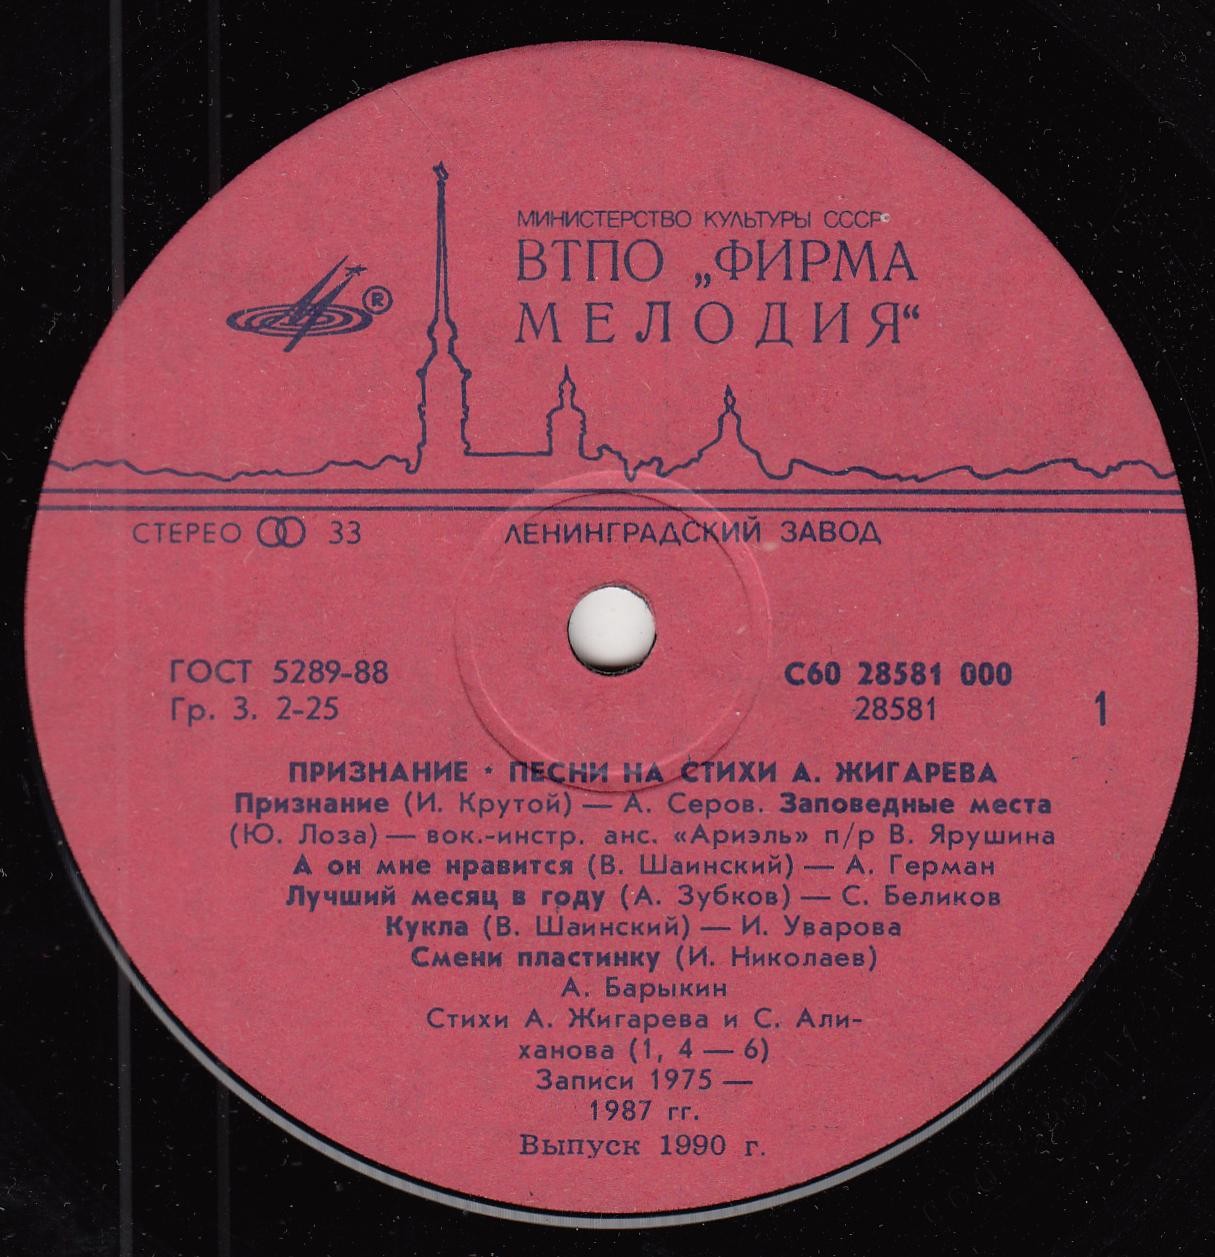 МИНИСТЕРСТВО КУЛЬТУРЫ СССР
ВТПО „ФИРМА
МЕЛОДИЯ“
®
СТЕРЕО 33
ЛЕНИНГРАДСКИЙ ЗАВОД
ГОСТ 5289-88
Гр. 3. 2-25
С60 28581 000
28581
1
ПРИЗНАНИЕ · ПЕСНИ НА СТИХИ А. ЖИГАРЕВА
Признание (И. Крутой) — А. Серов. Заповедные места
(Ю. Лоза) — вок.-инстр. анс. «Ариэль» п/р В. Ярушина
А он мне нравится (В. Шаинский) — А. Герман
Лучший месяц в году (А. Зубков) — С. Беликов
Кукла (В. Шаинский) — И. Уварова
Смени пластинку (И. Николаев)
А. Барыкин
Стихи А. Жигарева и С. Али-
ханова (1, 4 — 6)
Записи 1975 —
1987 гг.
Выпуск 1990 г.